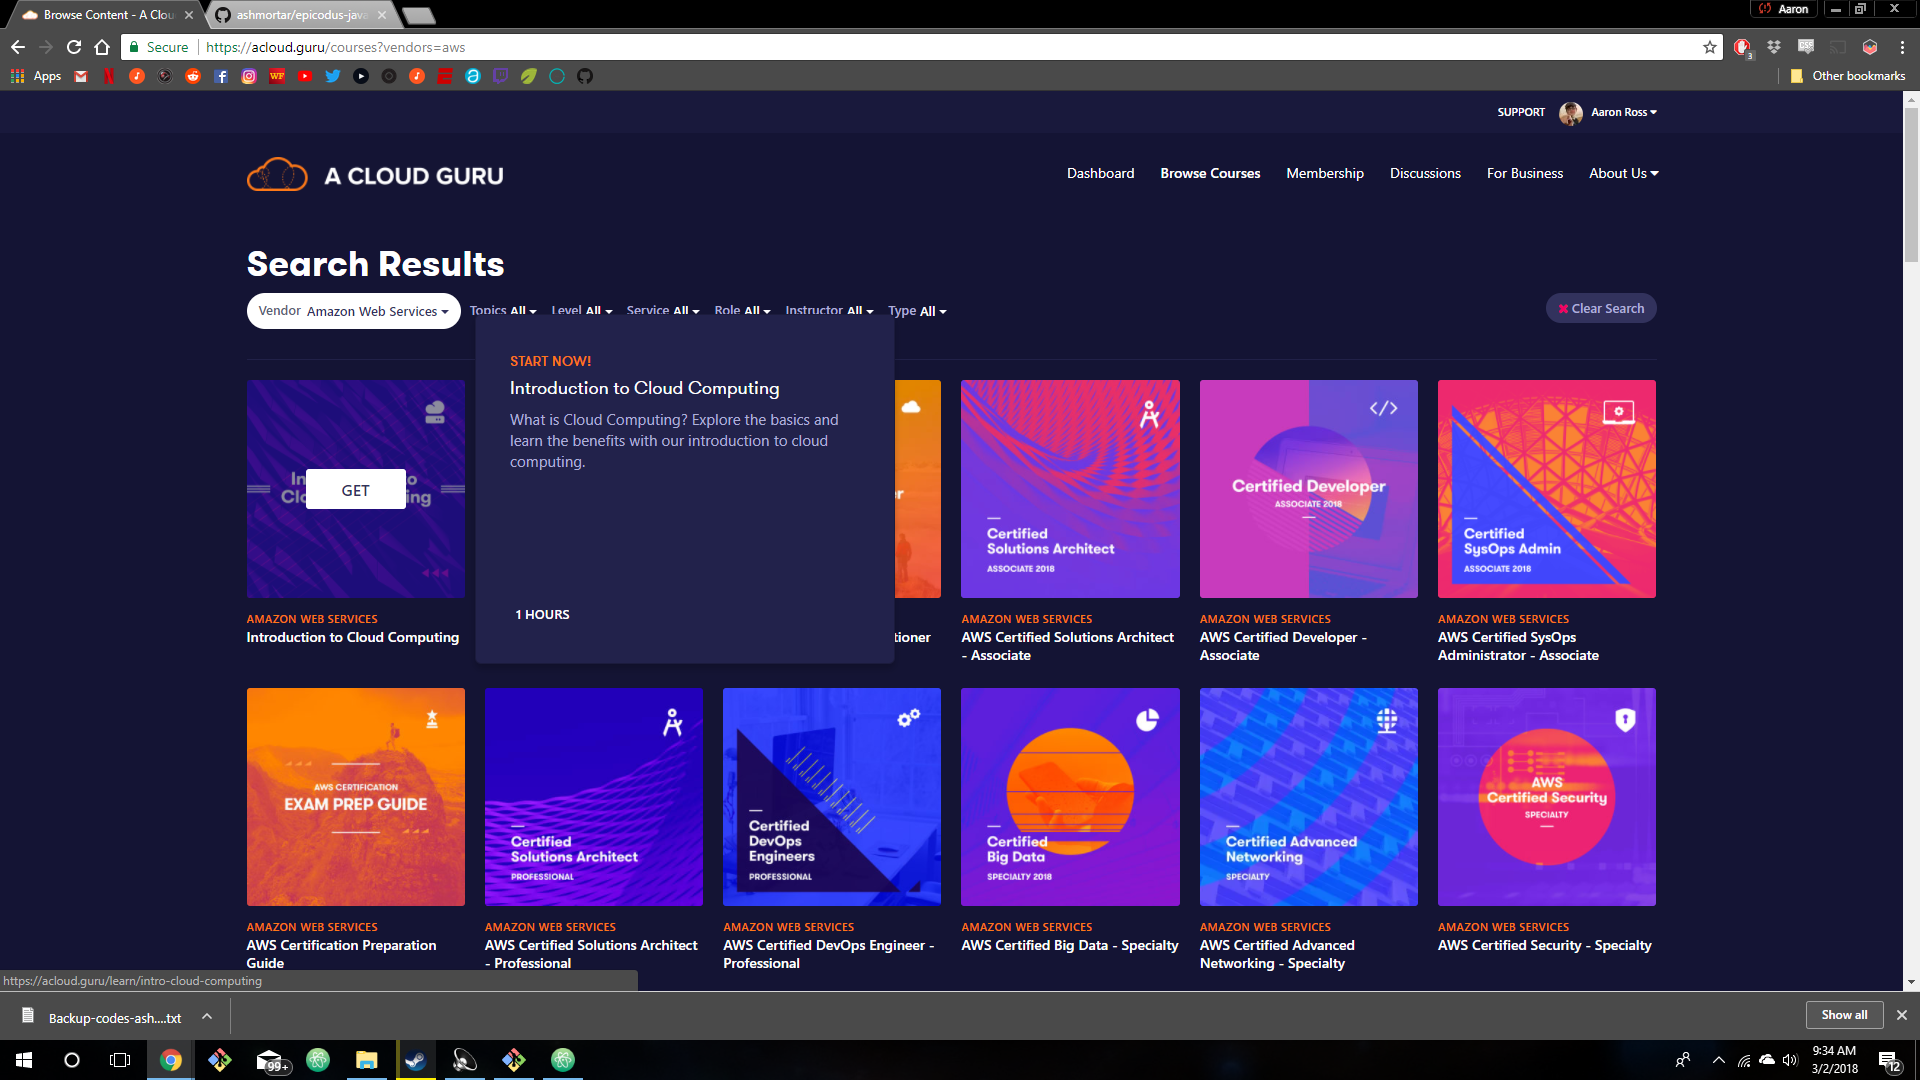 Browse Content - A Clou
ashmortar/epicodus-java
Aaron
Secure
https://acloud.guru/courses?vendors=aws
3
Apps
WF
Other bookmarks
SUPPORT
Aaron Ross
A CLOUD GURU
Dashboard
Browse Courses
Membership
Discussions
For Business
About Us
Search Results
Vendor Amazon Web Services
Topics All
Level All
Service All
Role All
Instructor All
Type All
Clear Search
START NOW!
Introduction to Cloud Computing
What is Cloud Computing? Explore the basics and
learn the benefits with our introduction to cloud
computing.
1 HOURS
GET
Certified
Solutions Architect
ASSOCIATE 2018
Certified Developer
ASSOCIATE 2018
Certified
SysOps Admin
ASSOCIATE 2018
AMAZON WEB SERVICES
Introduction to Cloud Computing
tioner
AMAZON WEB SERVICES
AWS Certified Solutions Architect
- Associate
AMAZON WEB SERVICES
AWS Certified Developer -
Associate
AMAZON WEB SERVICES
AWS Certified SysOps
Administrator - Associate
AWS CERTIFICATION
EXAM PREP GUIDE
Certified
Solutions Architect
PROFESSIONAL
Certified
DevOps
Engineers
PROFESSIONAL
Certified
Big Data
SPECIALTY 2018
Certified Advanced
Networking
SPECIALTY
AWS
Certified Security
SPECIALTY
AMAZON WEB SERVICES
AWS Certification Preparation
Guide
AMAZON WEB SERVICES
AWS Certified Solutions Architect
- Professional
AMAZON WEB SERVICES
AWS Certified DevOps Engineer -
Professional
AMAZON WEB SERVICES
AWS Certified Big Data - Specialty
AMAZON WEB SERVICES
AWS Certified Advanced
Networking - Specialty
AMAZON WEB SERVICES
AWS Certified Security - Specialty
https://acloud.guru/learn/intro-cloud-computing
Backup-codes-ash....txt
Show all
99+
9:34 AM
3/2/2018
12